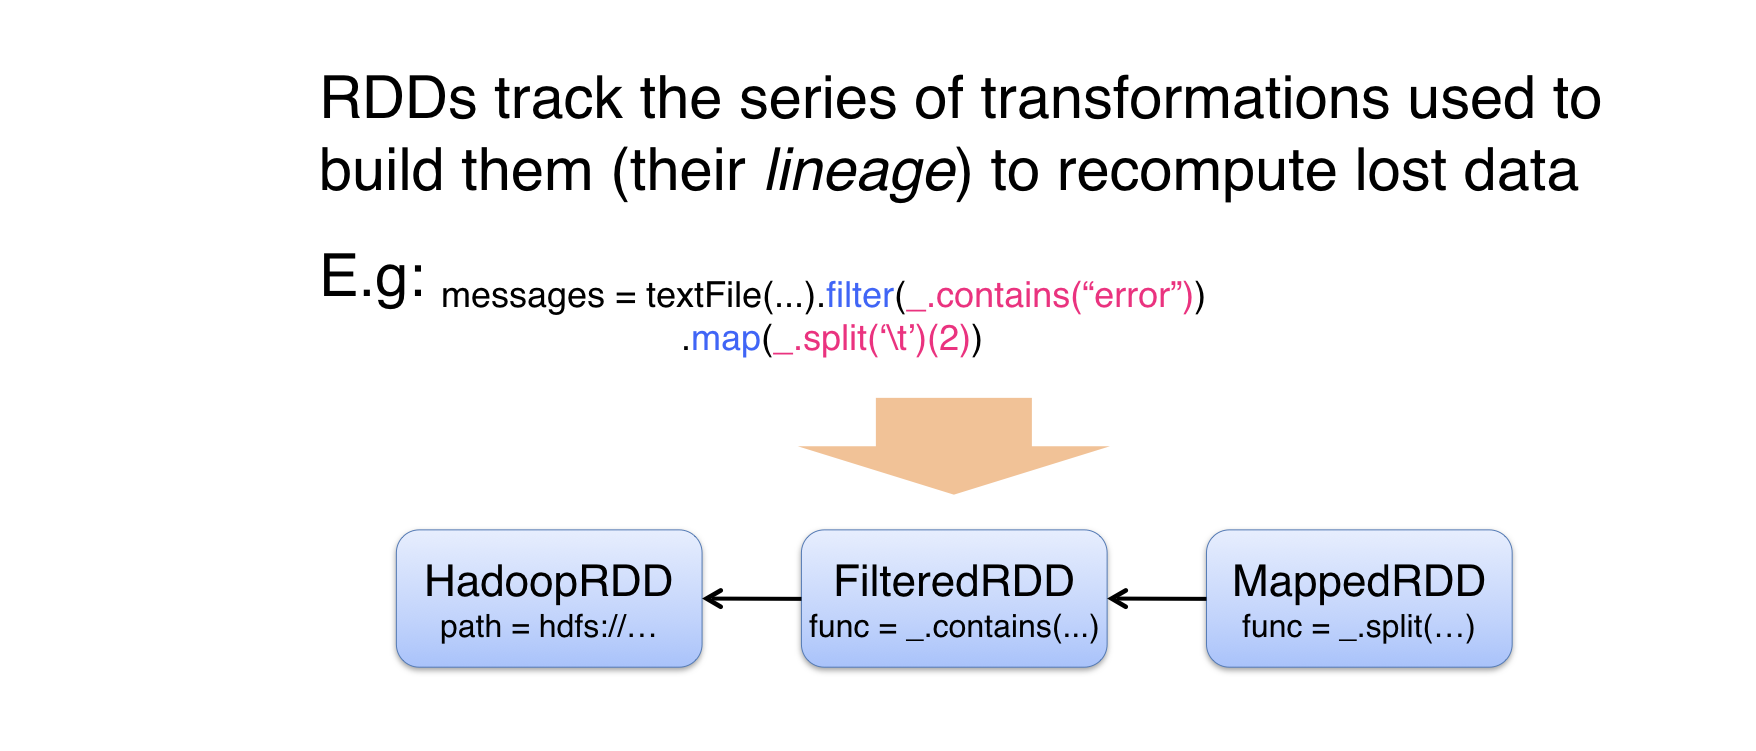 RDDs track the series of transformations used to
build them (their lineage) to recompute lost data
E.g: messages = textFile(...).filter(_.contains(“error”))
.map(_.split(‘\t’)(2))
HadoopRDD
path = hdfs://…
FilteredRDD
func = _.contains(...)
MappedRDD
func = _.split(…)